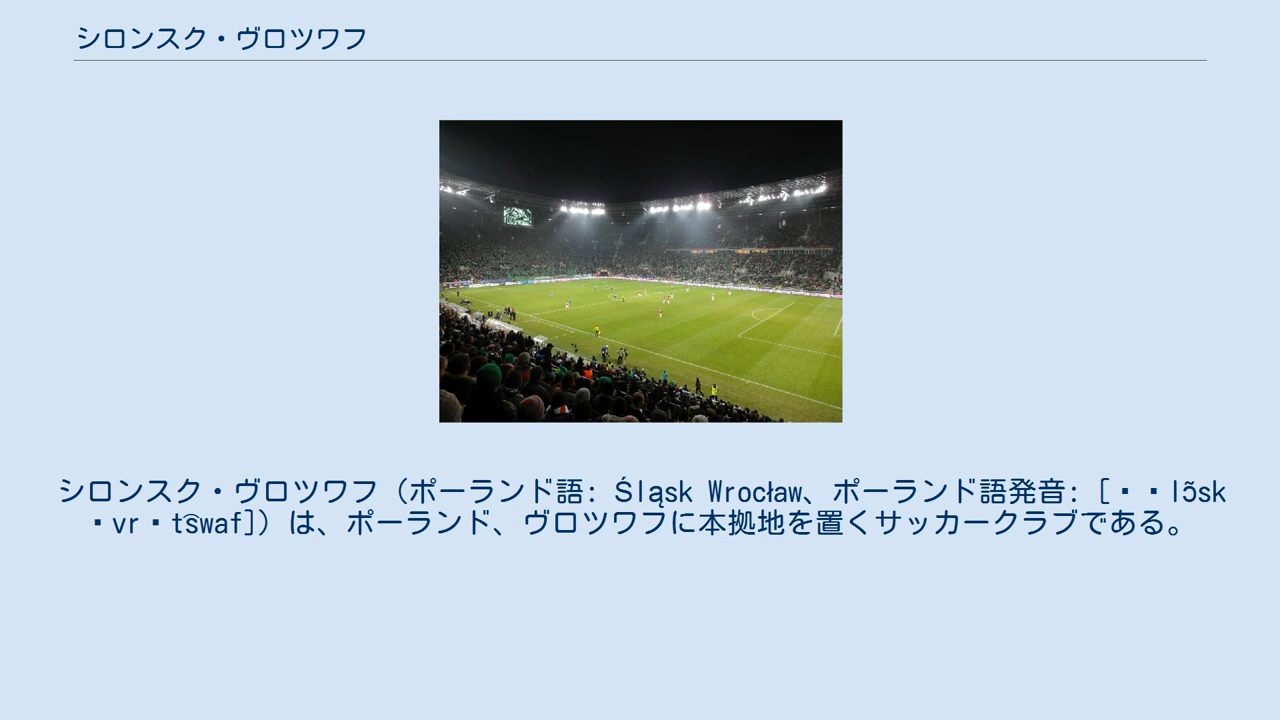 シロンスク・ヴロツワフ
シロンスク・ヴロツワフ（ポーランド語: Śląsk Wrocław、ポーランド語発音: [▪▪lɔ̃sk
▪vr▪t͡swaf]）は、ポーランド、ヴロツワフに本拠地を置くサッカークラブである。